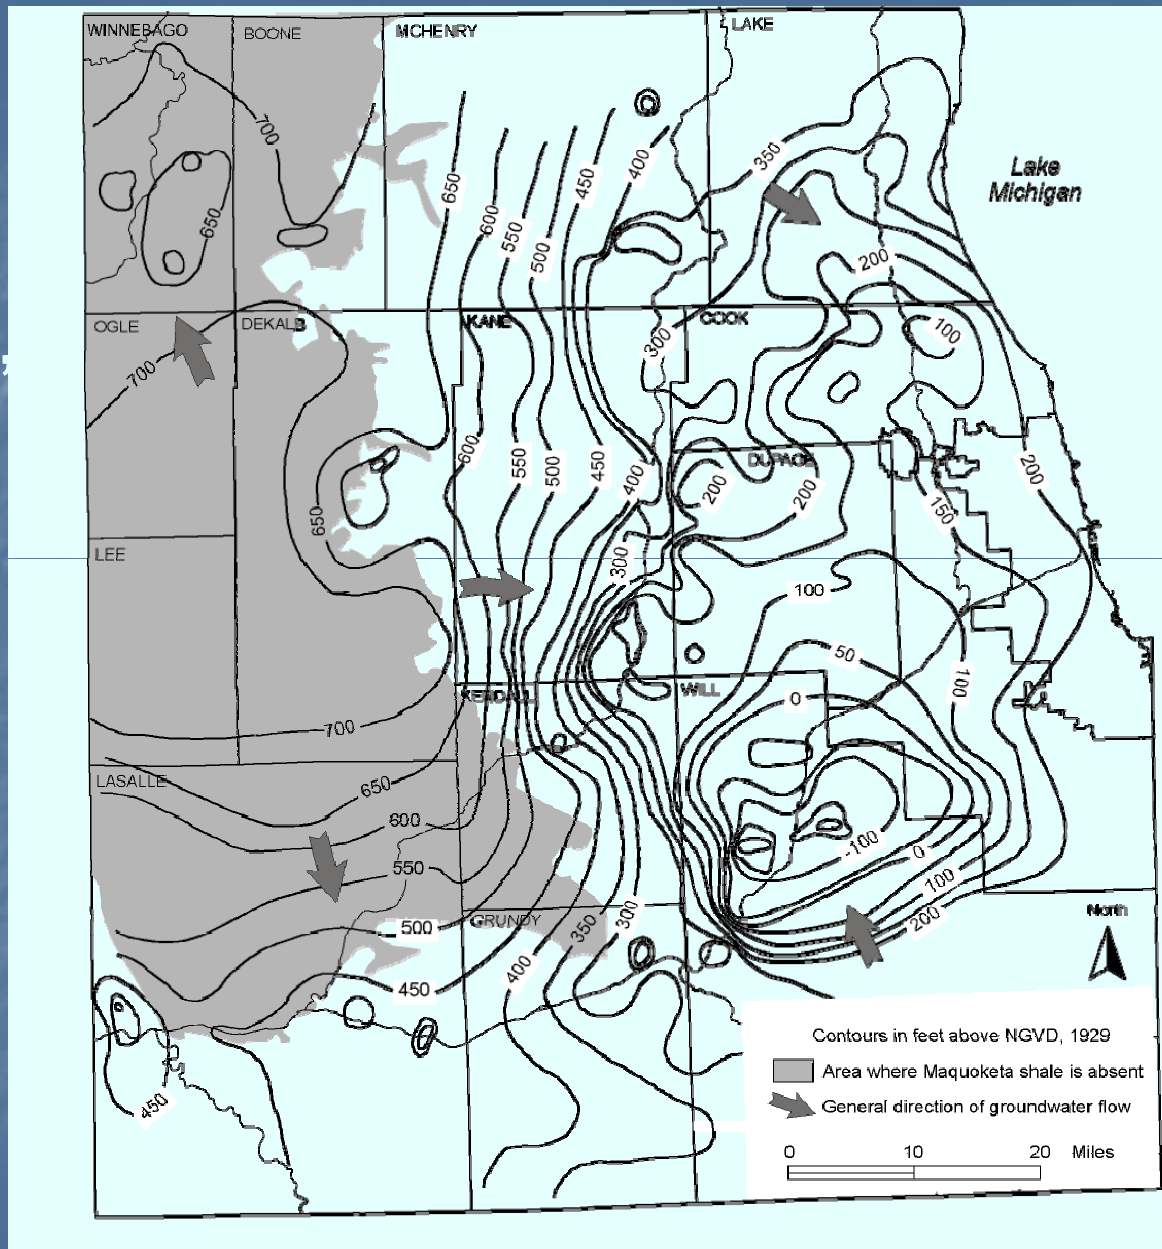 WINNEBAGO
BOONE
MCHENRY
LAKE
700
350
Lake
Michigan
400
450
650
600
650
550
500
200
OGLE
DEKALB
KANE
COOK
100
300
700
600
550
500
450
400
DUPAGE
200
200
200
150
650
LEE
300
100
50
100
KENDALL
WILL
0
700
LASALLE
650
600
-100
0
550
100
GRUNDY
500
350
300
200
North
400
450
450
Contours in feet above NGVD, 1929
Area where Maquoketa shale is absent
General direction of groundwater flow
0 10 20 Miles